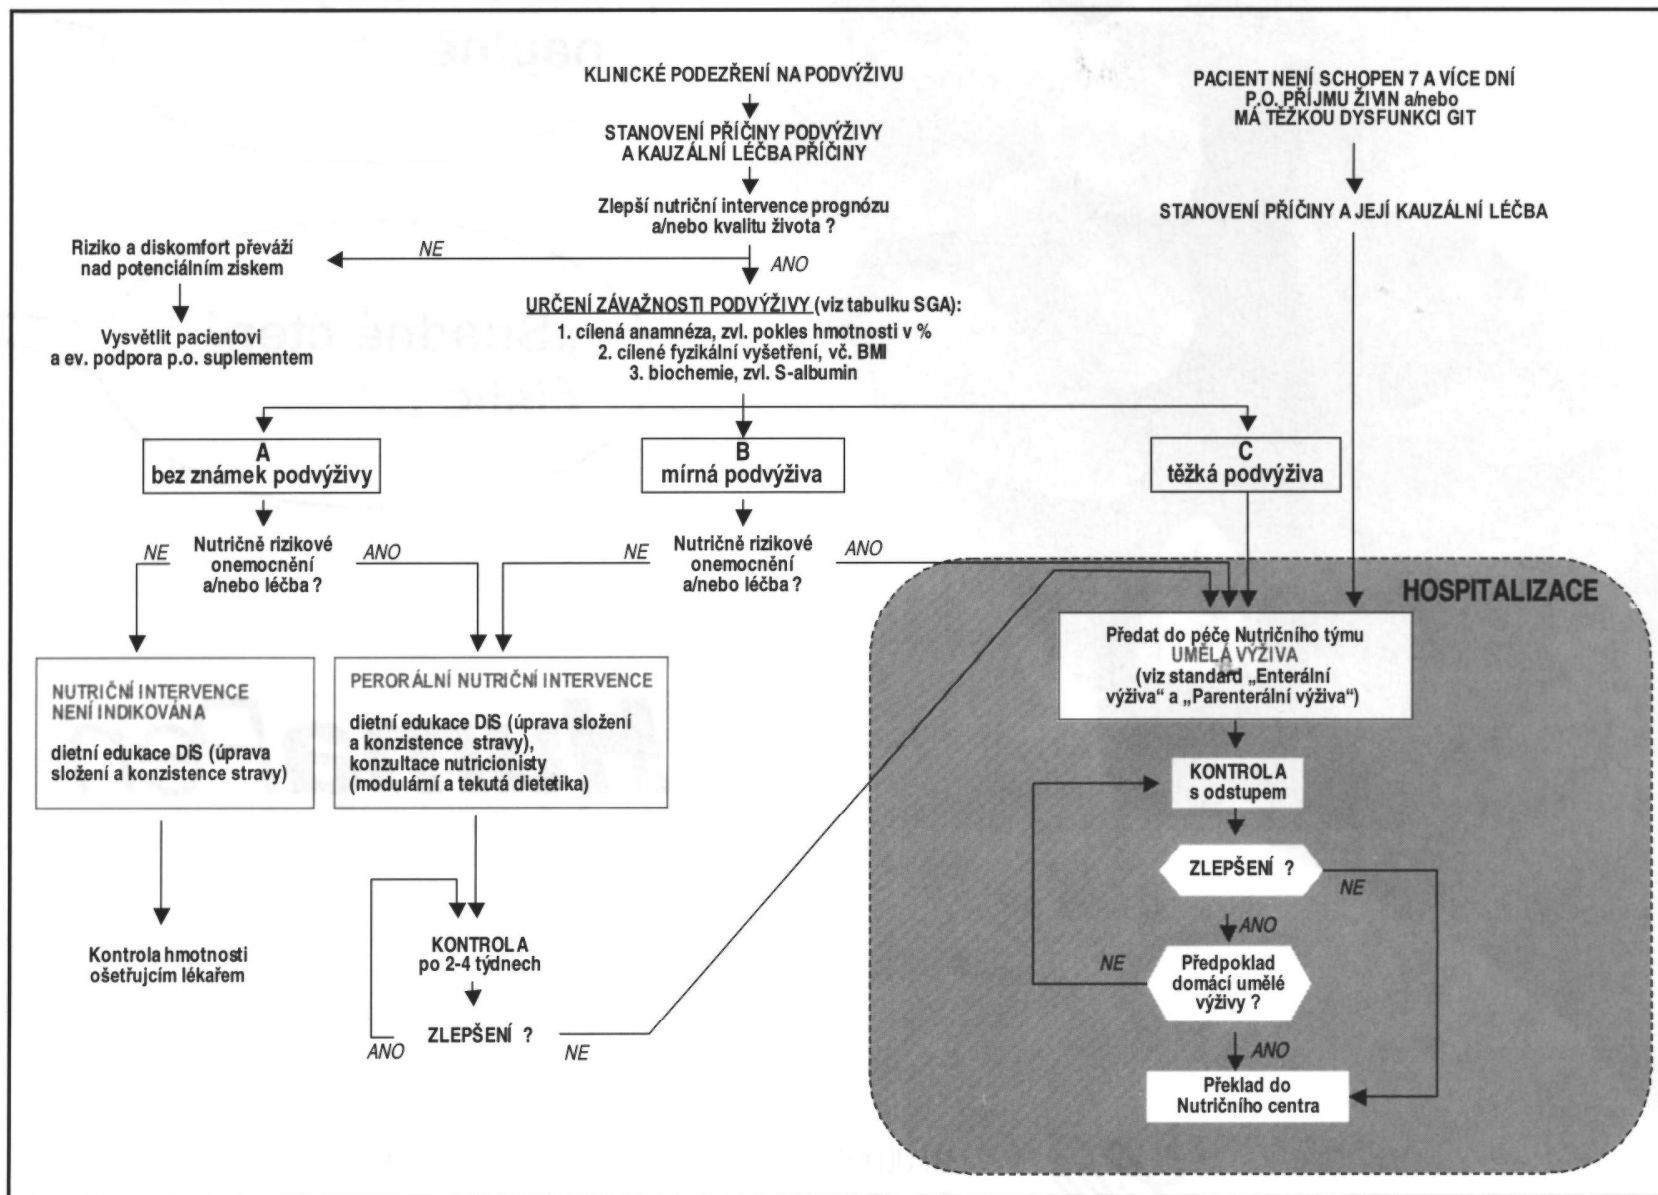 KLINICKÉ PODEZŘENÍ NA PODVÝŽIVU
STANOVENÍ PŘÍČINY PODVÝŽIVY
A KAUZÁLNÍ LÉČBA PŘÍČINY
Zlepší nutriční intervence prognózu
a/nebo kvalitu života ?
PACIENT NENÍ SCHOPEN 7 A VÍCE DNÍ
P.O. PŘÍJMU ŽIVIN a/nebo
MÁ TĚŽKOU DYSFUNKCI GIT
STANOVENÍ PŘÍČINY A JEJÍ KAUZÁLNÍ LÉČBA
NE
ANO
Riziko a diskomfort převáží
nad potenciálním ziskem
Vysvětlit pacientovi
a ev. podpora p.o. suplementem
URČENÍ ZÁVAŽNOSTI PODVÝŽIVY (viz tabulku SGA):
1. cílená anamnéza, zvl. pokles hmotnosti v %
2. cílené fyzikální vyšetření, vč. BMI
3. biochemie, zvl. S-albumin
A
bez známek podvýživy
B
mírná podvýživa
C
těžká podvýživa
NE
Nutričně rizikové
onemocnění
a/nebo léčba ?
ANO
NE
Nutričně rizikové
onemocnění
a/nebo léčba ?
ANO
NUTRIČNÍ INTERVENCE
NENÍ INDIKOVÁNA
dietní edukace DiS (úprava
složení a konzistence stravy)
Kontrola hmotnosti
ošetřujcím lékařem
PERORÁLNÍ NUTRIČNÍ INTERVENCE
dietní edukace DiS (úprava složení
a konzistence stravy),
konzultace nutricionisty
(modulární a tekutá dietetika)
KONTROLA
po 2-4 týdnech
ZLEPŠENÍ ?
ANO
NE
HOSPITALIZACE
Předat do péče Nutričního týmu
UMĚLÁ VÝŽIVA
(viz standard „Enterální
výživa“ a „Parenterální výživa“)
KONTROLA
s odstupem
ZLEPŠENÍ ?
NE
ANO
Předpoklad
domácí umělé
výživy ?
NE
ANO
Překlad do
Nutričního centra